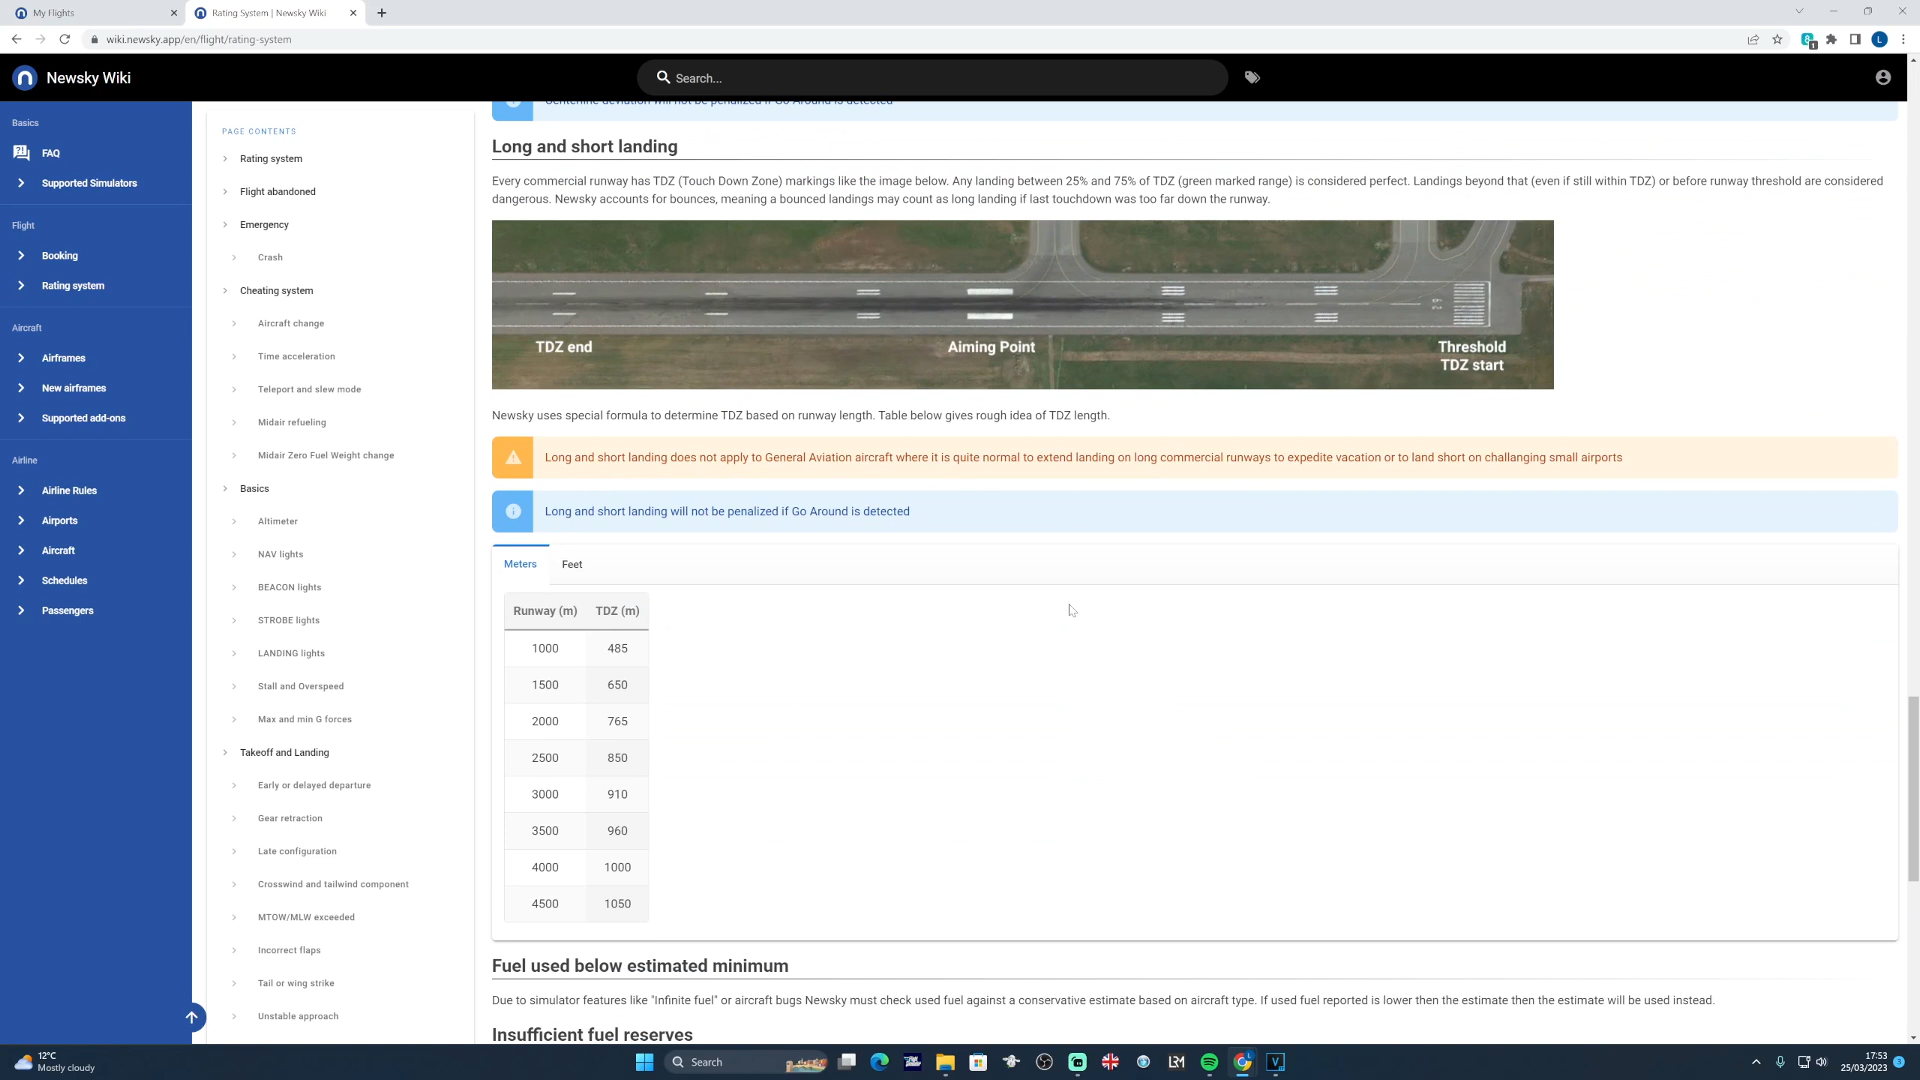 My Flights
Rating System | Newsky Wiki
wiki.newsky.app/en/flight/rating-system
Newsky Wiki
Search...
Basics
FAQ
Supported Simulators
Flight
Booking
Rating system
Aircraft
Airframes
New airframes
Supported add-ons
Airline
Airline Rules
Airports
Aircraft
Schedules
Passengers
PAGE CONTENTS
Rating system
Flight abandoned
Emergency
Crash
Cheating system
Aircraft change
Time acceleration
Teleport and slew mode
Midair refueling
Midair Zero Fuel Weight change
Basics
Altimeter
NAV lights
BEACON lights
STROBE lights
LANDING lights
Stall and Overspeed
Max and min G forces
Takeoff and Landing
Early or delayed departure
Gear retraction
Late configuration
Crosswind and tailwind component
MTOW/MLW exceeded
Incorrect flaps
Tail or wing strike
Unstable approach
Centerline deviation will not be penalized if Go Around is detected
Long and short landing
Every commercial runway has TDZ (Touch Down Zone) markings like the image below. Any landing between 25% and 75% of TDZ (green marked range) is considered perfect. Landings beyond that (even if still within TDZ) or before runway threshold are considered
dangerous. Newsky accounts for bounces, meaning a bounced landings may count as long landing if last touchdown was too far down the runway.
TDZ end
Aiming Point
Threshold
TDZ start
Newsky uses special formula to determine TDZ based on runway length. Table below gives rough idea of TDZ length.
Long and short landing does not apply to General Aviation aircraft where it is quite normal to extend landing on long commercial runways to expedite vacation or to land short on challanging small airports
Long and short landing will not be penalized if Go Around is detected
Meters Feet
Runway (m) TDZ (m)
1000 485
1500 650
2000 765
2500 850
3000 910
3500 960
4000 1000
4500 1050
Fuel used below estimated minimum
Due to simulator features like "Infinite fuel" or aircraft bugs Newsky must check used fuel against a conservative estimate based on aircraft type. If used fuel reported is lower then the estimate then the estimate will be used instead.
Insufficient fuel reserves
12°C
Mostly cloudy
Search
17:53
25/03/2023